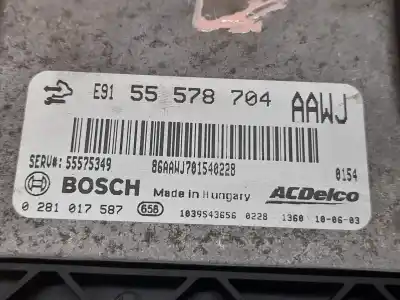 E91 55 578 704 AAWJ
SERV#: 55575349 86AAWJ701540228 0154
BOSCH Made in Hungary ACDelco
0 281 017 587 658 1039S43656 0228 1360 10-06-03